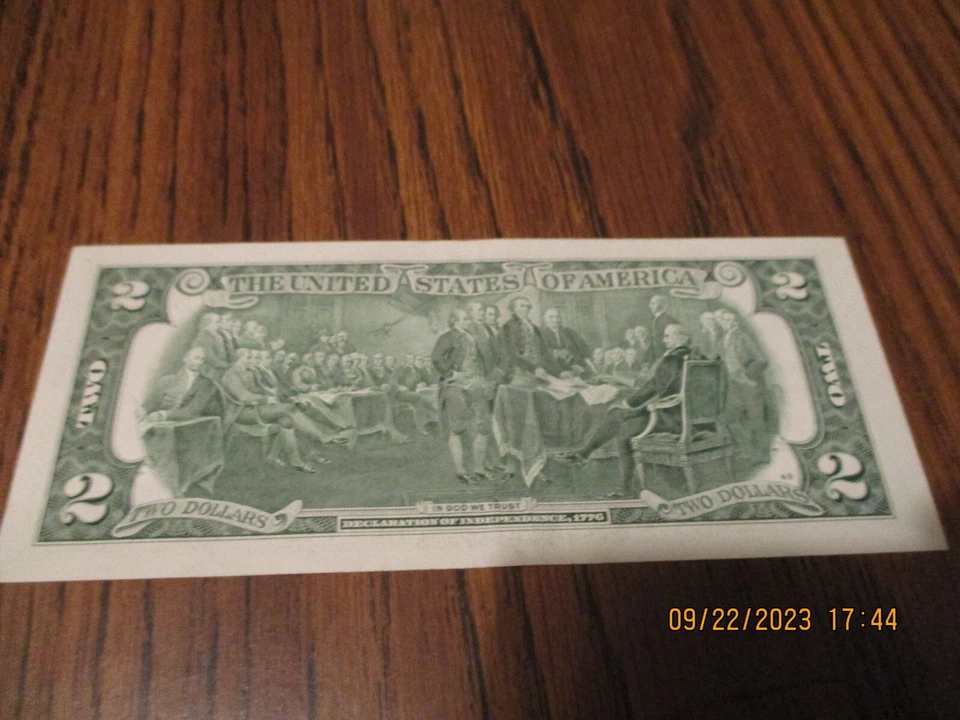 2 THE UNITED STATES OF AMERICA 2
TWO
TWO
2 TWO DOLLARS
IN GOD WE TRUST
TWO DOLLARS 2
DECLARATION OF INDEPENDENCE, 1776
09/22/2023 17:44